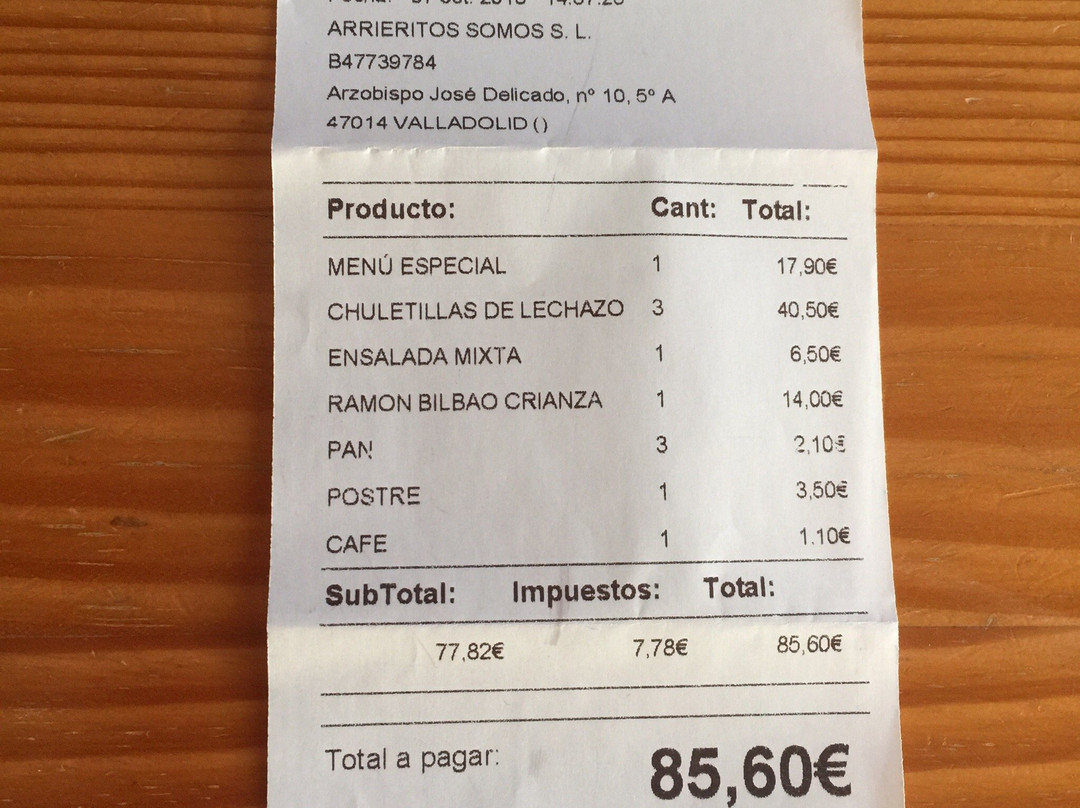 ARRIERITOS SOMOS S. L.
B47739784
Arzobispo José Delicado, nº 10, 5º A
47014 VALLADOLID ()
Producto: Cant: Total:
MENÚ ESPECIAL 1 17,90€
CHULETILLAS DE LECHAZO 3 40,50€
ENSALADA MIXTA 1 6,50€
RAMON BILBAO CRIANZA 1 14,00€
PAN 3 2,10€
POSTRE 1 3,50€
CAFE 1 1.10€
SubTotal: Impuestos: Total:
77,82€ 7,78€ 85,60€
Total a pagar: 85,60€